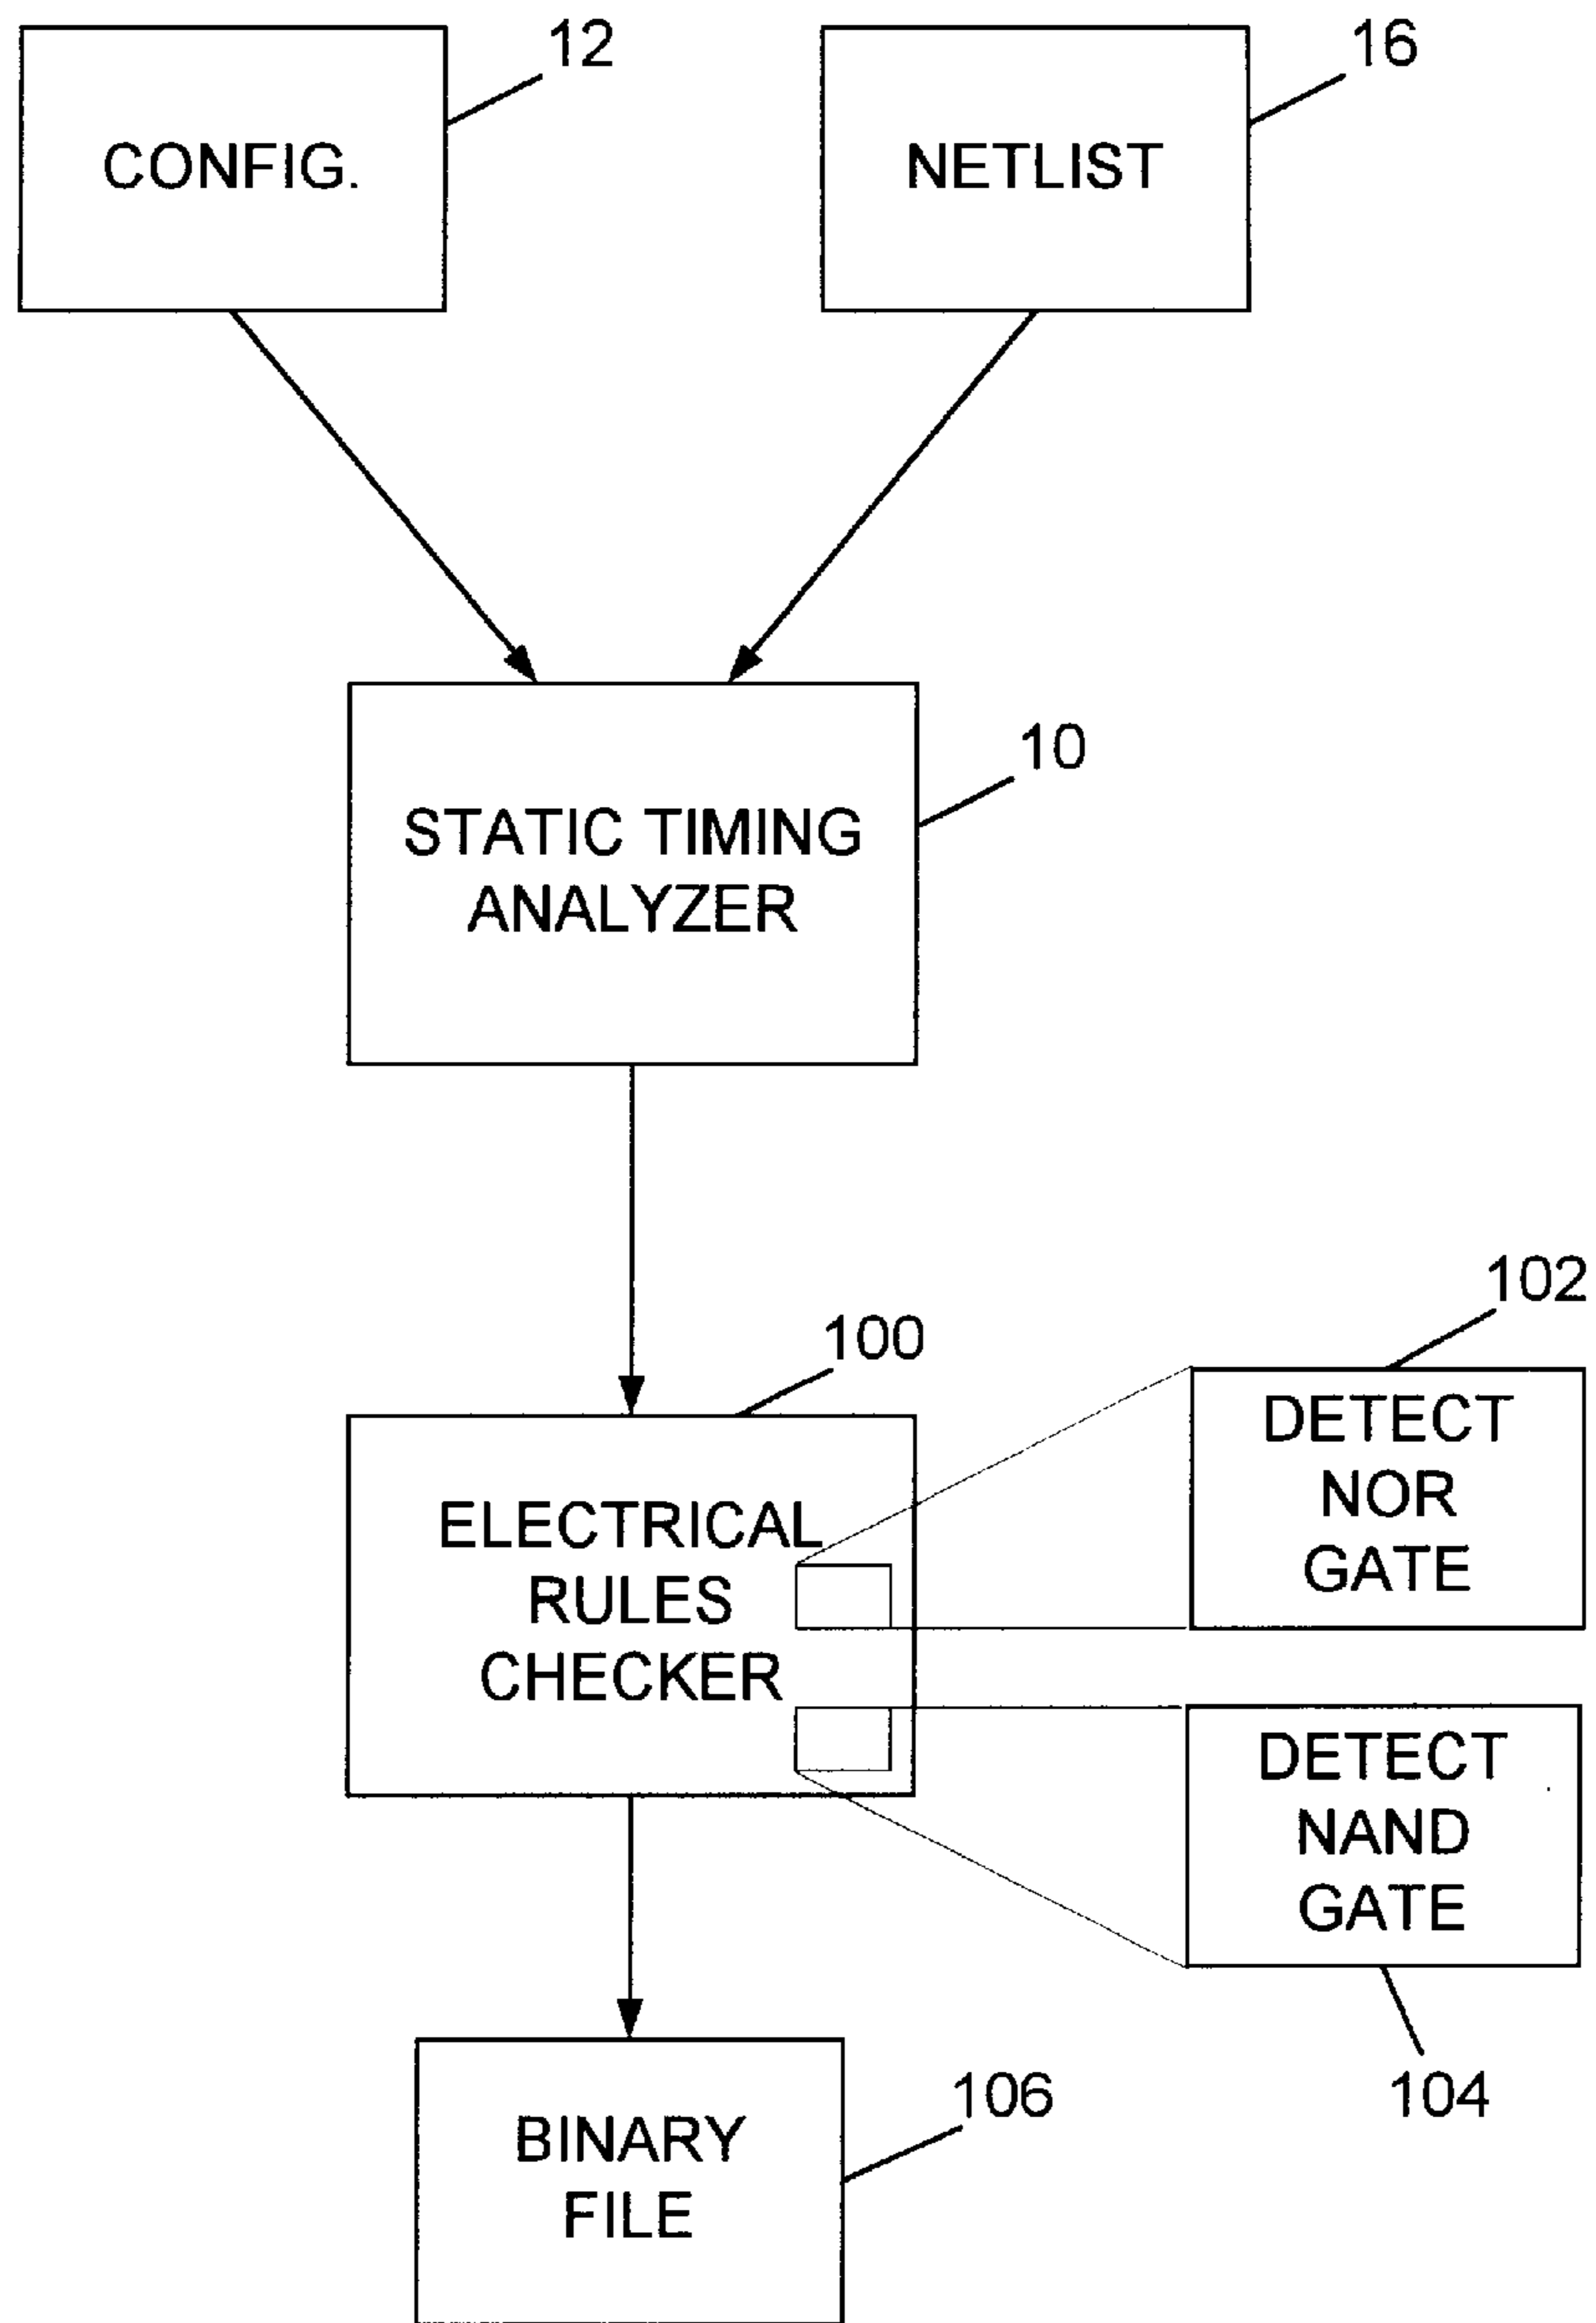 12
16
CONFIG.
NETLIST
10
STATIC TIMING
ANALYZER
102
100
DETECT
NOR
GATE
ELECTRICAL
RULES
CHECKER
DETECT
NAND
GATE
104
106
BINARY
FILE